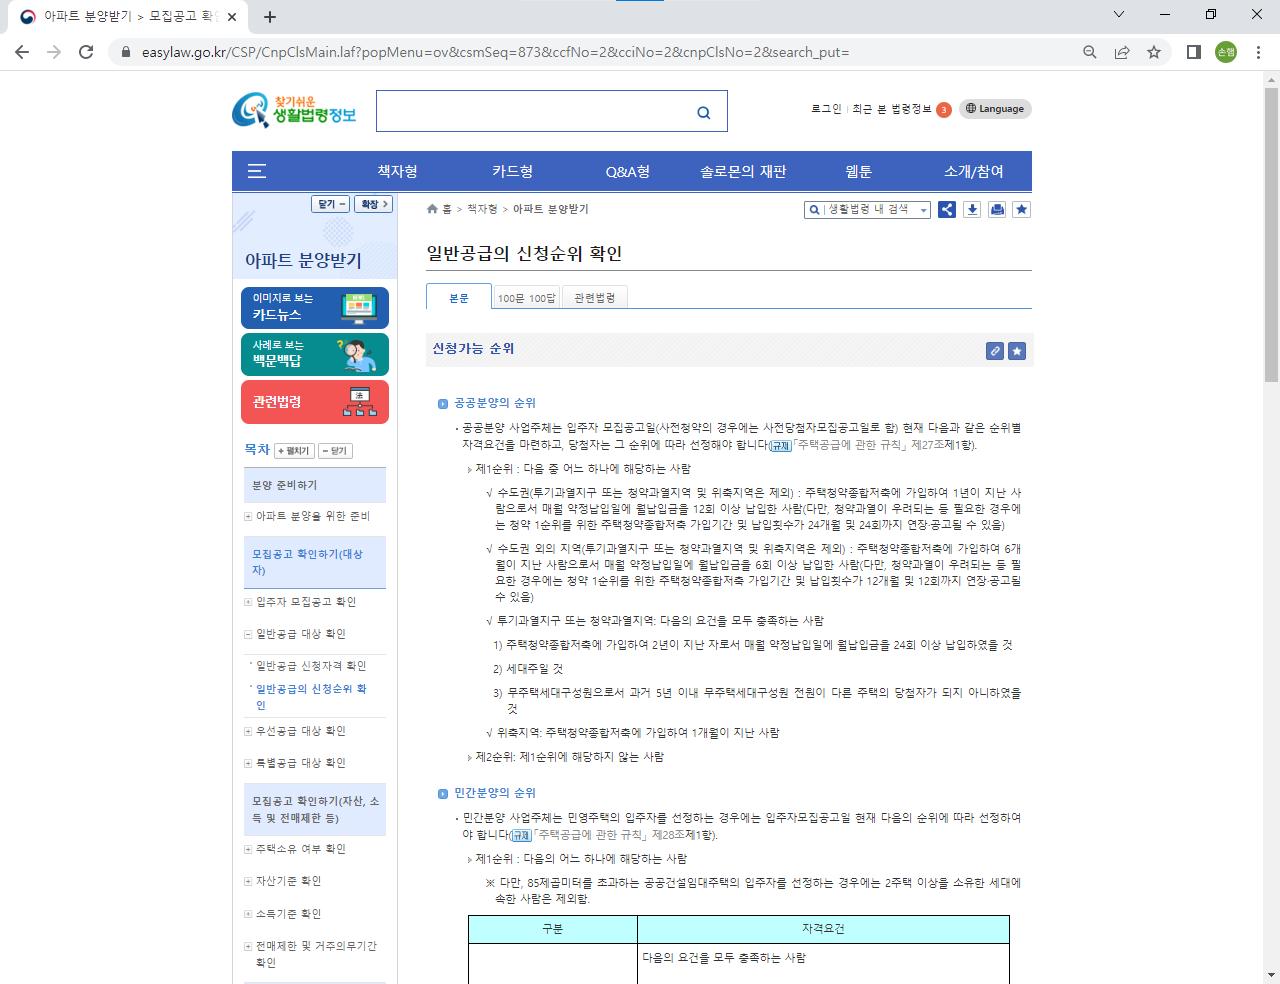 아파트 분양받기 > 모집공고 확인
easylaw.go.kr/CSP/CnpClsMain.laf?popMenu=ov&csmSeq=873&ccfNo=2&cciNo=2&cnpClsNo=2&search_put=
손햄
찾기쉬운
생활법령정보
로그인 최근 본 법령정보 3 Language
책자형 카드형 Q&A형 솔로몬의 재판 웹툰 소개/참여
닫기 − 확장 >
아파트 분양받기
이미지로 보는
카드뉴스
사례로 보는
백문백답
관련법령
法
목차 + 펼치기 − 닫기
분양 준비하기
아파트 분양을 위한 준비
모집공고 확인하기(대상
자)
입주자 모집공고 확인
일반공급 대상 확인
일반공급 신청자격 확인
일반공급의 신청순위 확
인
우선공급 대상 확인
특별공급 대상 확인
모집공고 확인하기(자산, 소
득 및 전매제한 등)
주택소유 여부 확인
자산기준 확인
소득기준 확인
전매제한 및 거주의무기간
확인
홈 > 책자형 > 아파트 분양받기
생활법령 내 검색
일반공급의 신청순위 확인
본문 100문 100답 관련법령
신청가능 순위
공공분양의 순위
· 공공분양 사업주체는 입주자 모집공고일(사전청약의 경우에는 사전당첨자모집공고일로 함) 현재 다음과 같은 순위별
자격요건을 마련하고, 당첨자는 그 순위에 따라 선정해야 합니다(규제「주택공급에 관한 규칙」 제27조제1항).
제1순위 : 다음 중 어느 하나에 해당하는 사람
√ 수도권(투기과열지구 또는 청약과열지역 및 위축지역은 제외) : 주택청약종합저축에 가입하여 1년이 지난 사
람으로서 매월 약정납입일에 월납입금을 12회 이상 납입한 사람(다만, 청약과열이 우려되는 등 필요한 경우에
는 청약 1순위를 위한 주택청약종합저축 가입기간 및 납입횟수가 24개월 및 24회까지 연장·공고될 수 있음)
√ 수도권 외의 지역(투기과열지구 또는 청약과열지역 및 위축지역은 제외) : 주택청약종합저축에 가입하여 6개
월이 지난 사람으로서 매월 약정납입일에 월납입금을 6회 이상 납입한 사람(다만, 청약과열이 우려되는 등 필
요한 경우에는 청약 1순위를 위한 주택청약종합저축 가입기간 및 납입횟수가 12개월 및 12회까지 연장·공고될
수 있음)
√ 투기과열지구 또는 청약과열지역: 다음의 요건을 모두 충족하는 사람
1) 주택청약종합저축에 가입하여 2년이 지난 자로서 매월 약정납입일에 월납입금을 24회 이상 납입하였을 것
2) 세대주일 것
3) 무주택세대구성원으로서 과거 5년 이내 무주택세대구성원 전원이 다른 주택의 당첨자가 되지 아니하였을
것
√ 위축지역: 주택청약종합저축에 가입하여 1개월이 지난 사람
제2순위: 제1순위에 해당하지 않는 사람
민간분양의 순위
· 민간분양 사업주체는 민영주택의 입주자를 선정하는 경우에는 입주자모집공고일 현재 다음의 순위에 따라 선정하여
야 합니다(규제「주택공급에 관한 규칙」 제28조제1항).
제1순위 : 다음의 어느 하나에 해당하는 사람
※ 다만, 85제곱미터를 초과하는 공공건설임대주택의 입주자를 선정하는 경우에는 2주택 이상을 소유한 세대에
속한 사람은 제외함.
구분 자격요건
다음의 요건을 모두 충족하는 사람